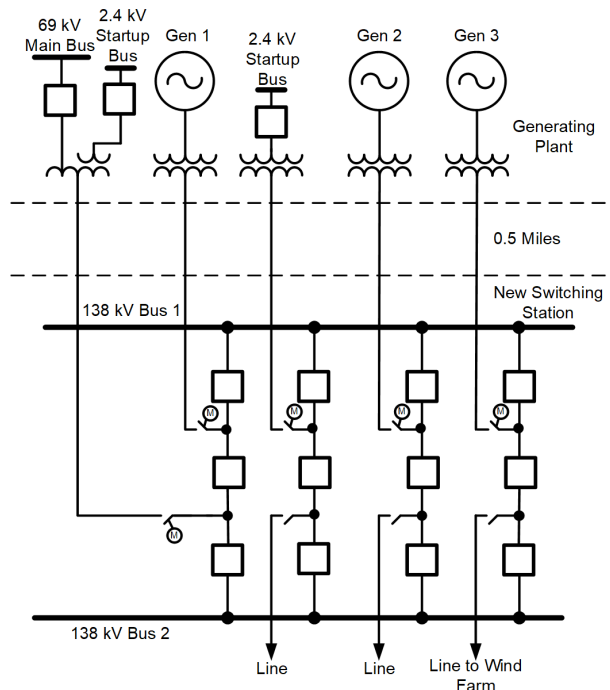 69 kV
Main Bus
2.4 kV
Startup
Bus
Gen 1
2.4 kV
Startup
Bus
Gen 2
Gen 3
Generating
Plant
0.5 Miles
New Switching
Station
138 kV Bus 1
M
M
M
M
M
138 kV Bus 2
Line
Line
Line to Wind
Farm